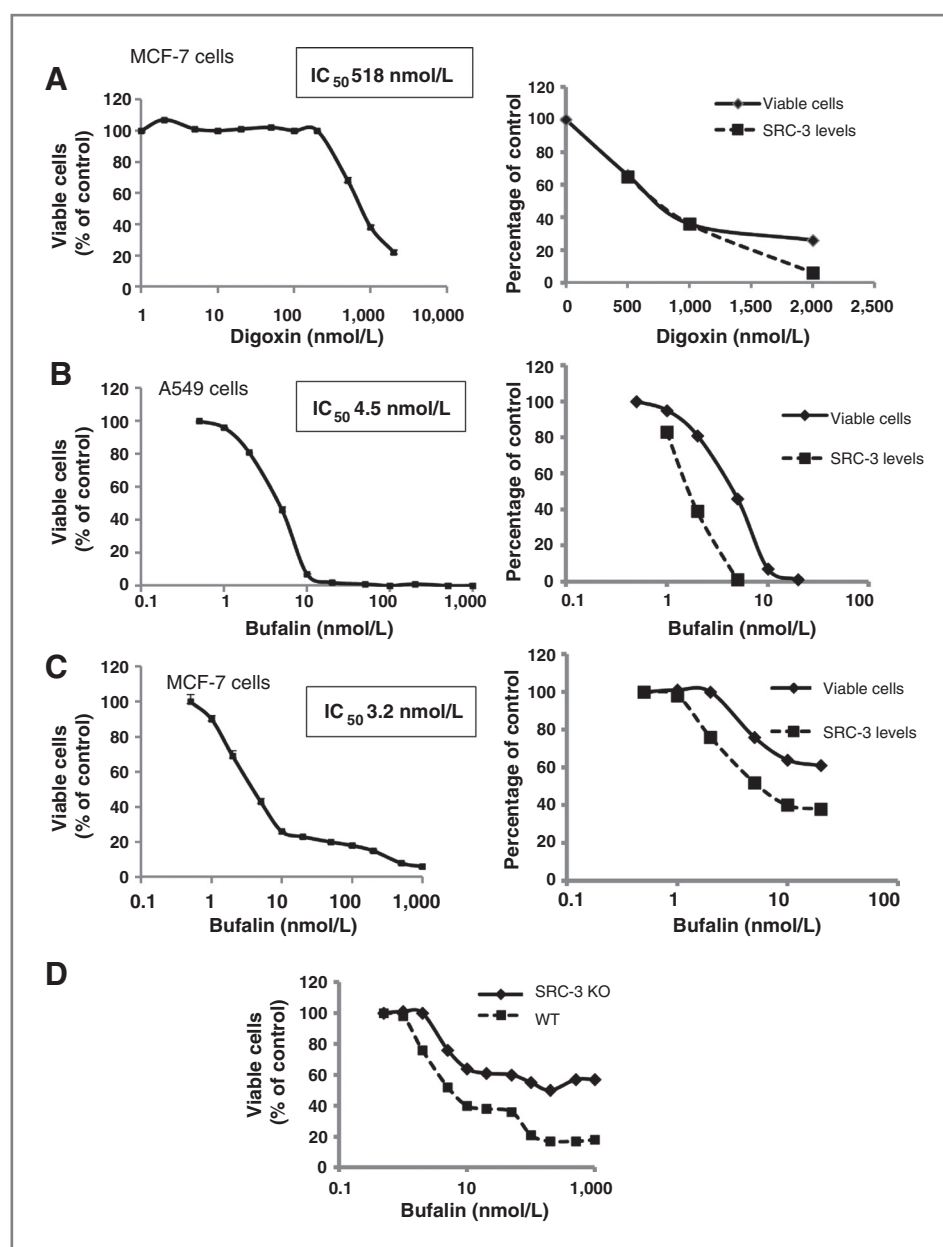 A
MCF-7 cells
IC50 518 nmol/L
Viable cells
(% of control)
120
100
80
60
40
20
0
1 10 100 1,000 10,000
Digoxin (nmol/L)
Percentage of control
120
100
80
60
40
20
0
0 500 1,000 1,500 2,000 2,500
Digoxin (nmol/L)
Viable cells
SRC-3 levels
B
A549 cells
IC50 4.5 nmol/L
Viable cells
(% of control)
120
100
80
60
40
20
0
0.1 1 10 100 1,000
Bufalin (nmol/L)
Percentage of control
120
100
80
60
40
20
0
0.1 1 10 100
Bufalin (nmol/L)
Viable cells
SRC-3 levels
C
MCF-7 cells
IC50 3.2 nmol/L
Viable cells
(% of control)
120
100
80
60
40
20
0
0.1 1 10 100 1,000
Bufalin (nmol/L)
Percentage of control
120
100
80
60
40
20
0
0.1 1 10 100
Bufalin (nmol/L)
Viable cells
SRC-3 levels
D
Viable cells
(% of control)
120
100
80
60
40
20
0
0.1 10 1,000
Bufalin (nmol/L)
SRC-3 KO
WT